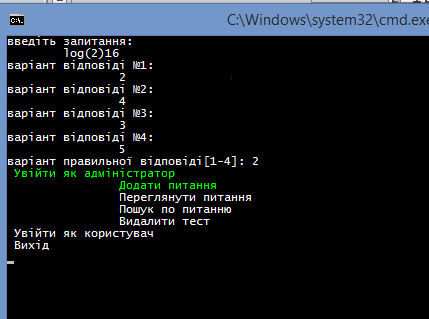 C:\Windows\system32\cmd.exe
введіть запитання:
log(2)16
варіант відповіді №1:
2
варіант відповіді №2:
4
варіант відповіді №3:
3
варіант відповіді №4:
5
варіант правильної відповіді[1-4]: 2
Увійти як адміністратор
Додати питання
Переглянути питання
Пошук по питанню
Видалити тест
Увійти як користувач
Вихід